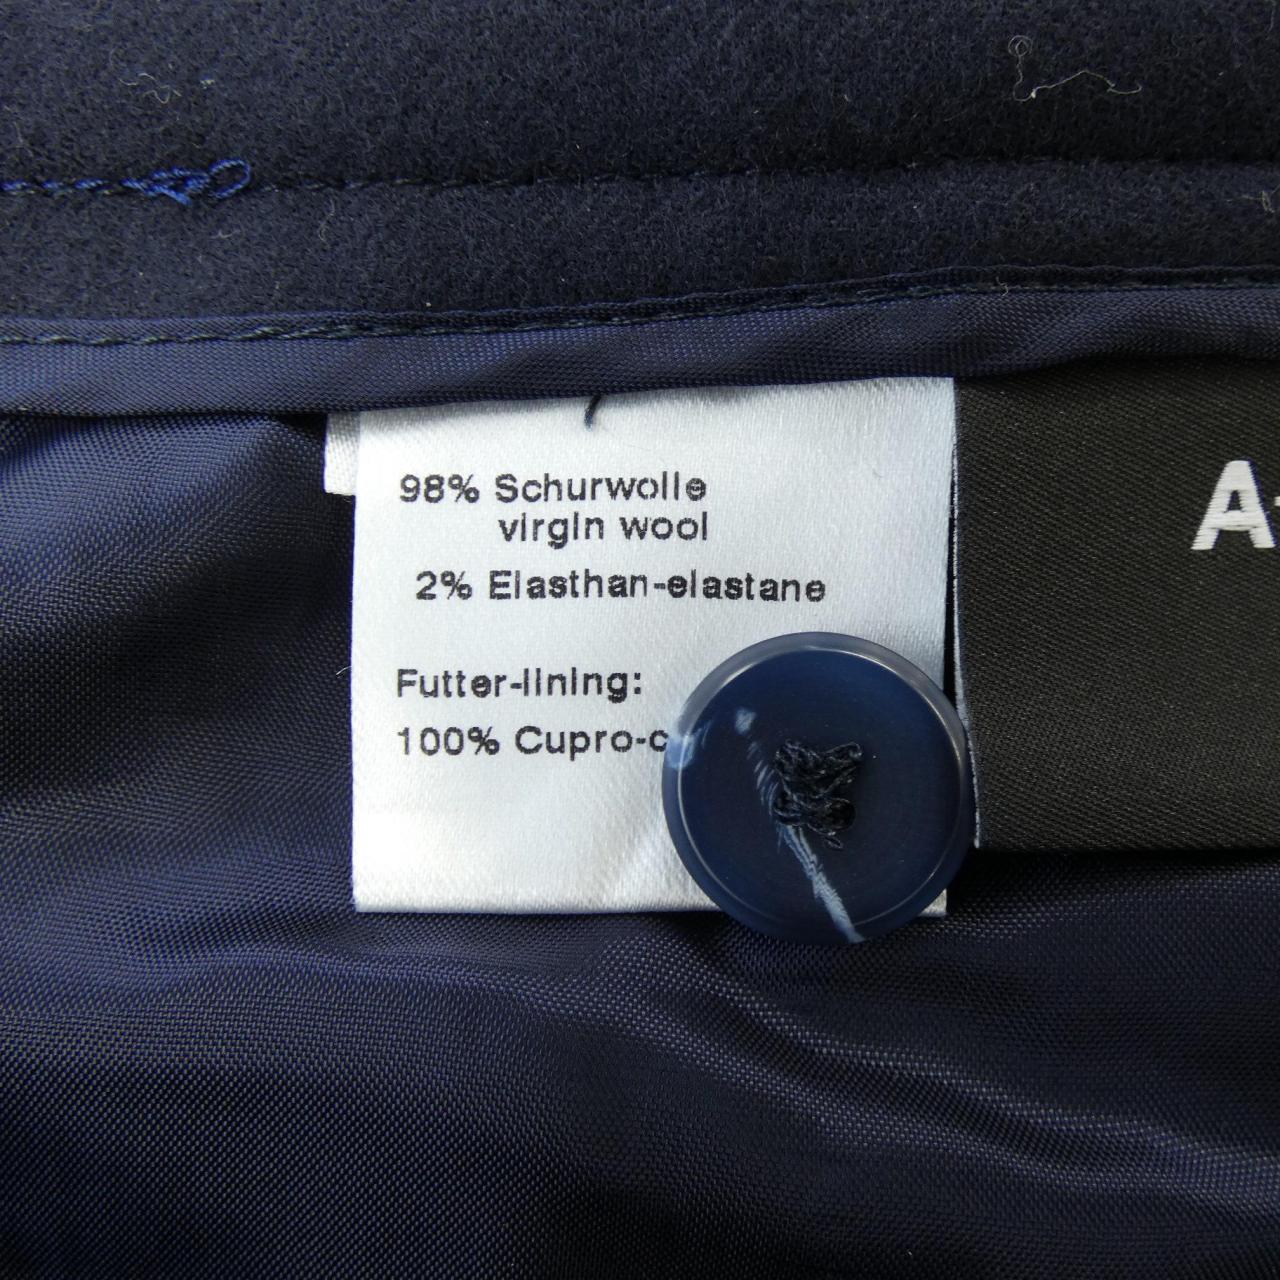 98% Schurwolle
virgin wool
2% Elasthan-elastane
Futter-lining:
100% Cupro-c
A